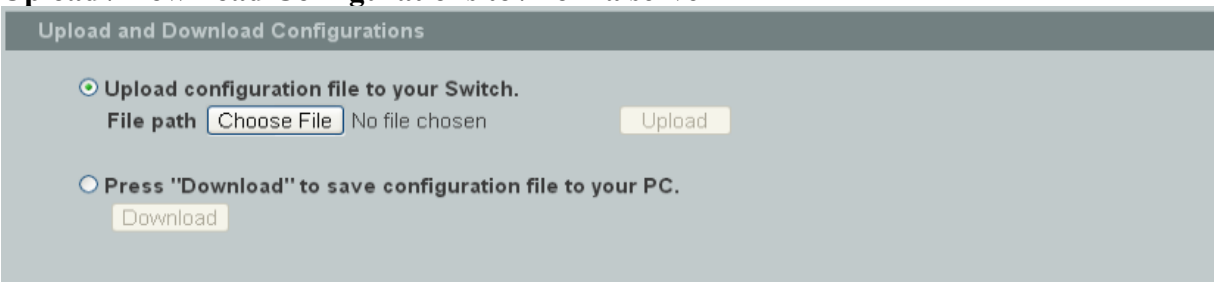 Upload and Download Configurations
Upload configuration file to your Switch.
File path Choose File No file chosen Upload
Press "Download" to save configuration file to your PC.
Download